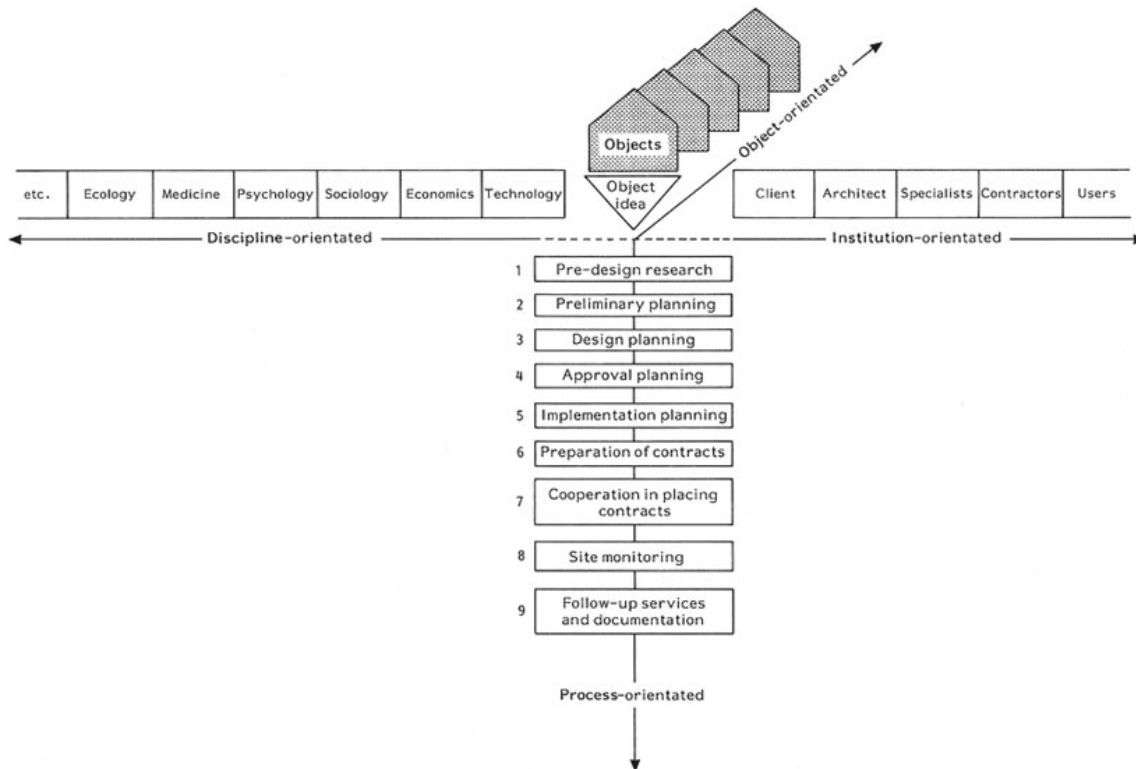 Objects
Object-orientated
etc.
Ecology
Medicine
Psychology
Sociology
Economics
Technology
Object
idea
Client
Architect
Specialists
Contractors
Users
Discipline-orientated
Institution-orientated
1 Pre-design research
2 Preliminary planning
3 Design planning
4 Approval planning
5 Implementation planning
6 Preparation of contracts
7 Cooperation in placing
contracts
8 Site monitoring
9 Follow-up services
and documentation
Process-orientated